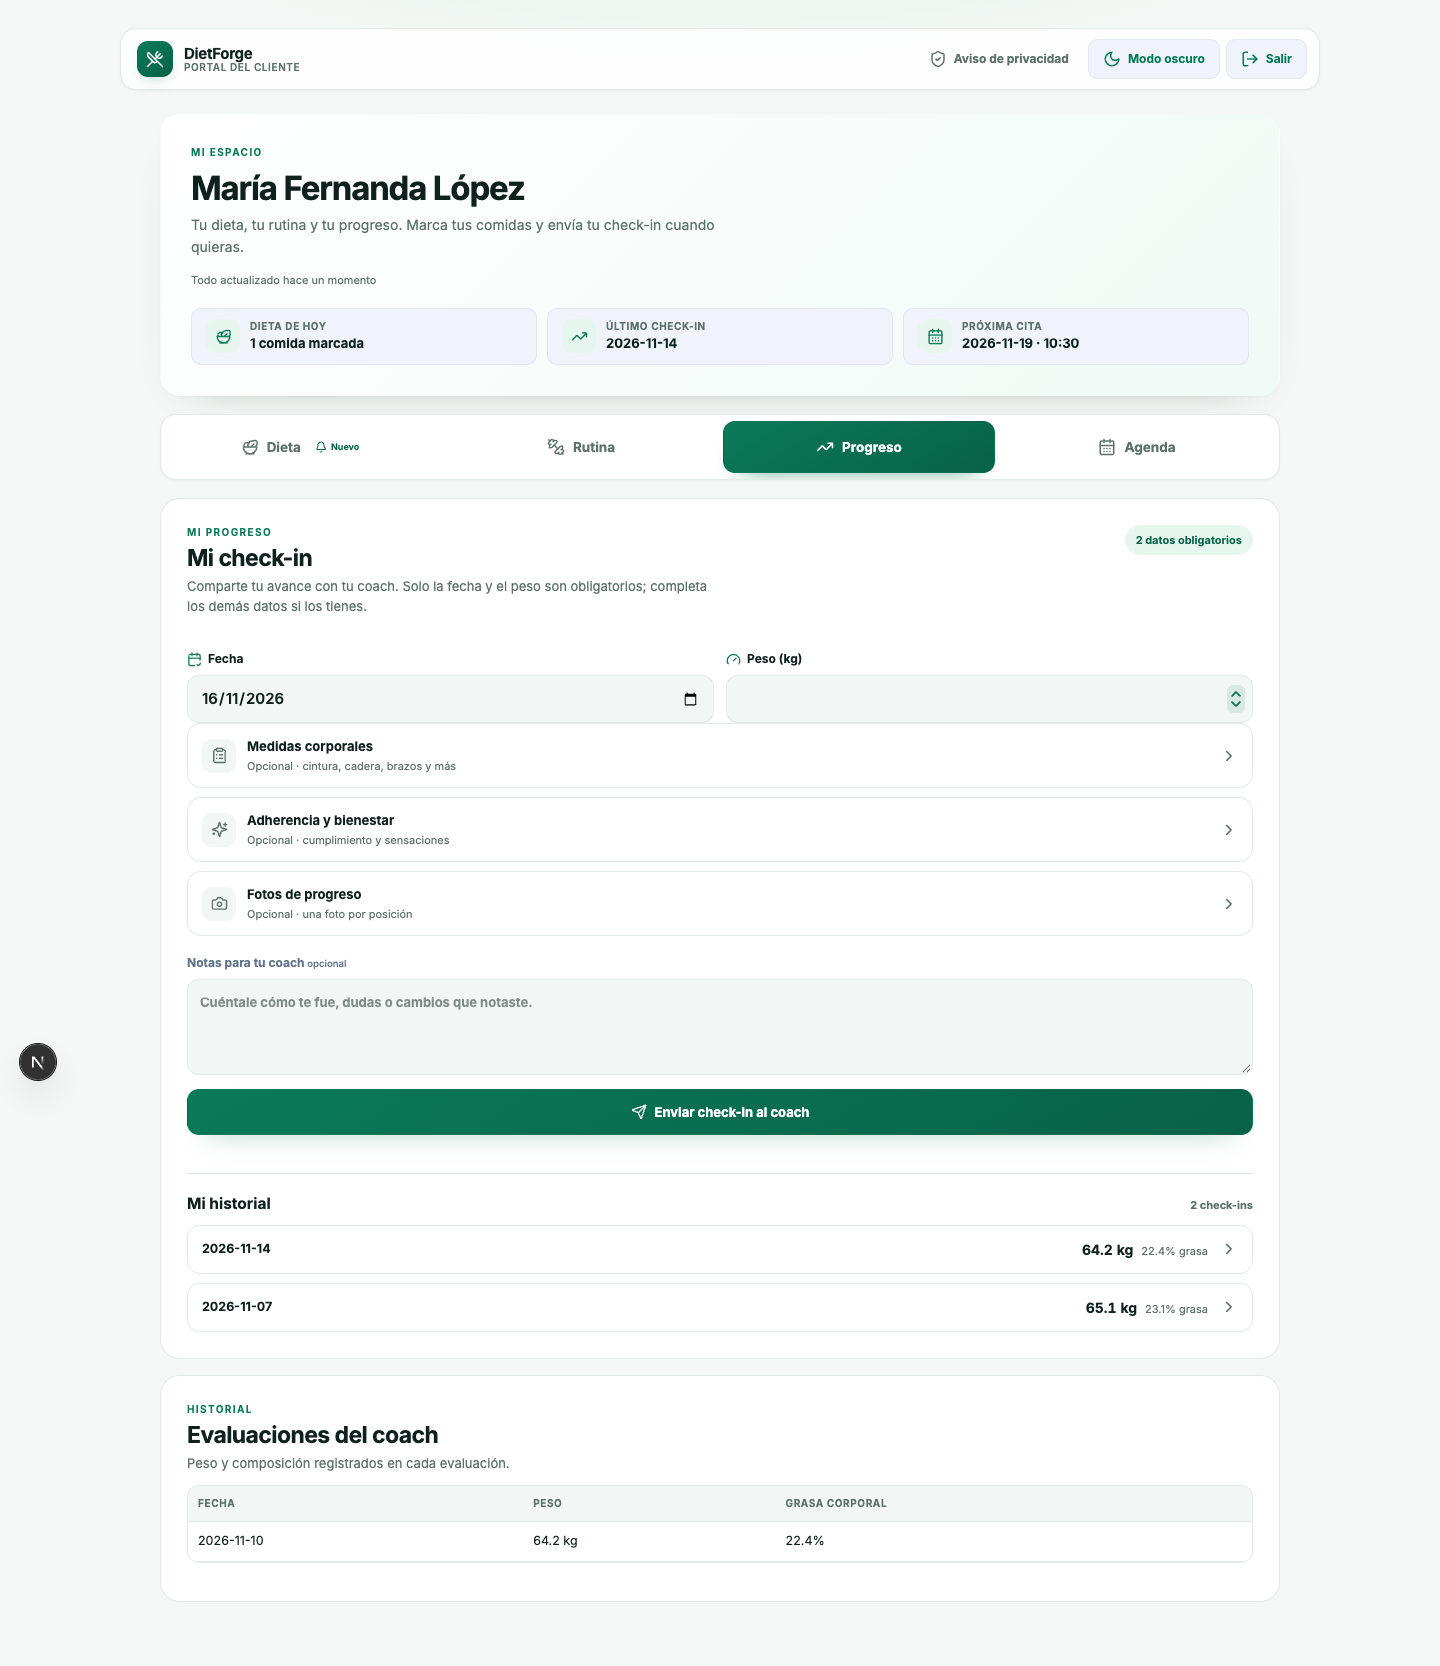 DietForge
PORTAL DEL CLIENTE
Aviso de privacidad
Modo oscuro
Salir
MI ESPACIO
María Fernanda López
Tu dieta, tu rutina y tu progreso. Marca tus comidas y envía tu check-in cuando
quieras.
Todo actualizado hace un momento
DIETA DE HOY
1 comida marcada
ÚLTIMO CHECK-IN
2026-11-14
PRÓXIMA CITA
2026-11-19 · 10:30
Dieta
Nuevo
Rutina
Progreso
Agenda
MI PROGRESO
2 datos obligatorios
Mi check-in
Comparte tu avance con tu coach. Solo la fecha y el peso son obligatorios; completa
los demás datos si los tienes.
Fecha
Peso (kg)
16/11/2026
Medidas corporales
Opcional · cintura, cadera, brazos y más
Adherencia y bienestar
Opcional · cumplimiento y sensaciones
Fotos de progreso
Opcional · una foto por posición
Notas para tu coach opcional
Cuéntale cómo te fue, dudas o cambios que notaste.
N
Enviar check-in al coach
Mi historial
2 check-ins
2026-11-14
64.2 kg 22.4% grasa
2026-11-07
65.1 kg 23.1% grasa
HISTORIAL
Evaluaciones del coach
Peso y composición registrados en cada evaluación.
FECHA PESO GRASA CORPORAL
2026-11-10 64.2 kg 22.4%